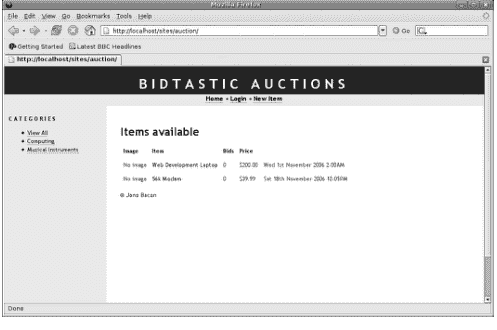 Mozilla Firefox
File Edit View Go Bookmarks Tools Help
http://localhost/sites/auction/
Go
Getting Started Latest BBC Headlines
http://localhost/sites/auction/
BIDTASTIC AUCTIONS
Home • Login • New Item
CATEGORIES
View All
Computing
Musical Instruments
Items available
Image Item Bids Price
No image Web Development Laptop 0 $200.00 Wed 1st November 2006 2.00AM
No image 56k Modem 0 $39.99 Sat 18th November 2006 10.01PM
© Jono Bacon
Done